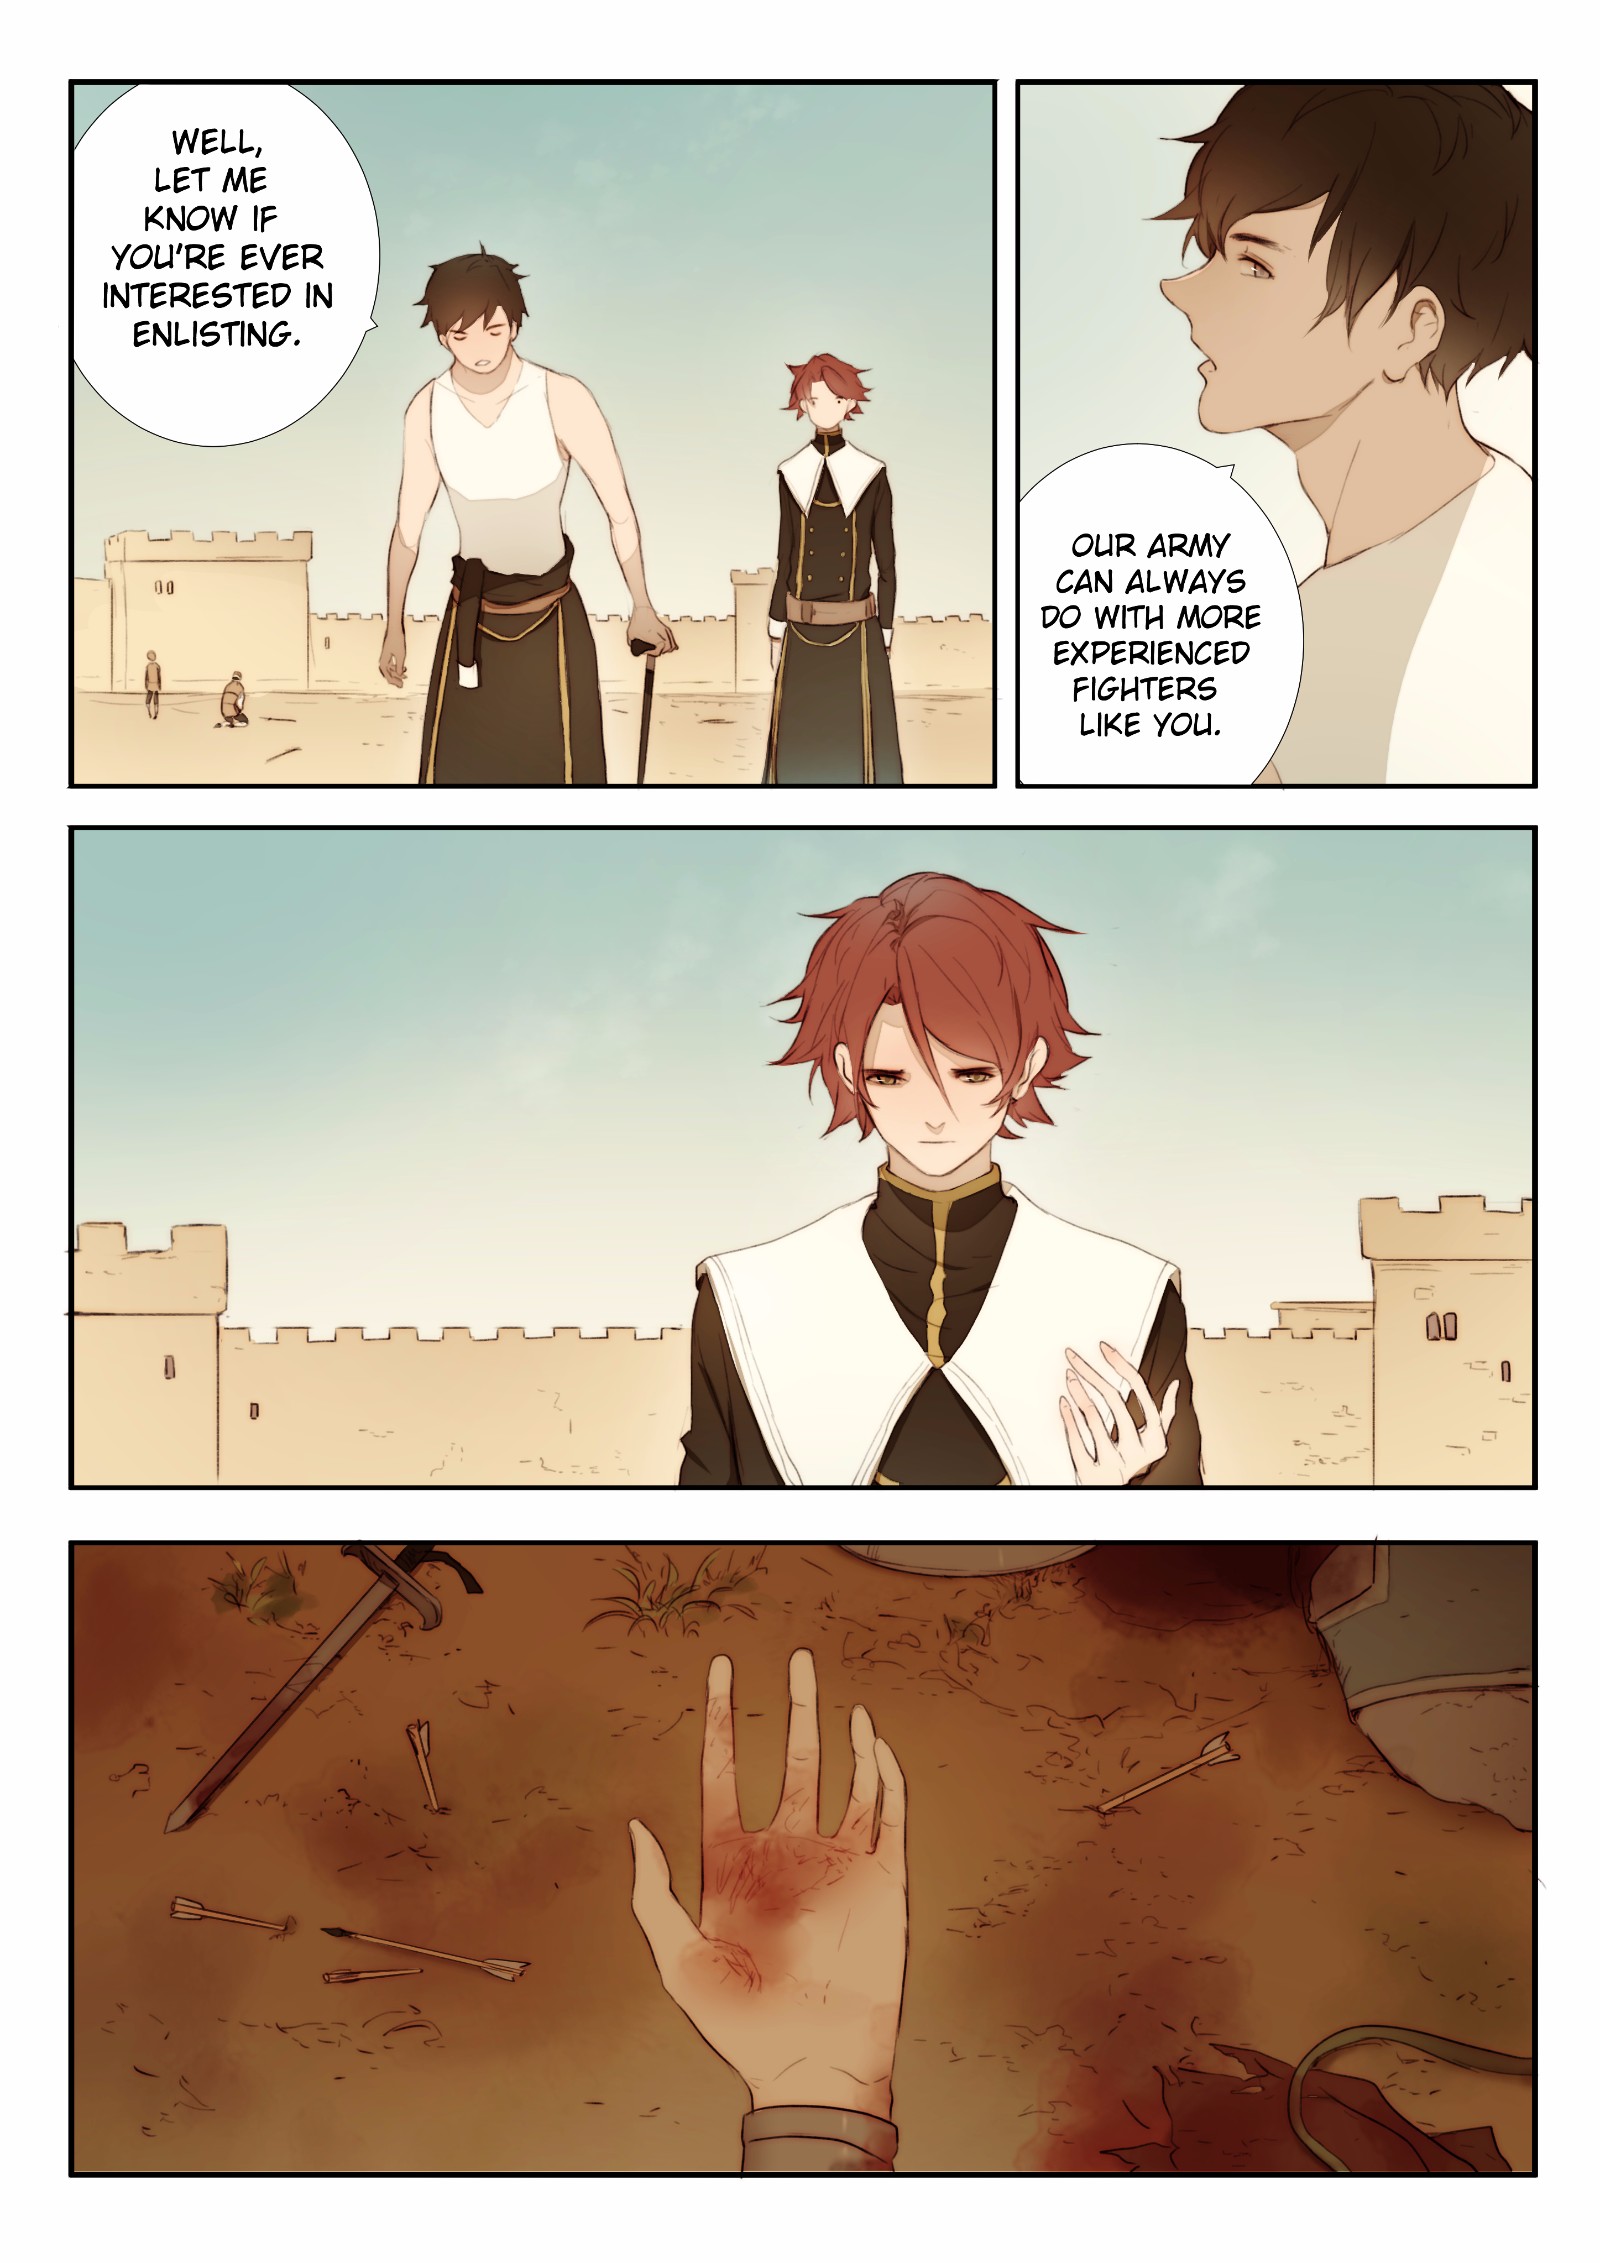 WELL,
LET ME
KNOW IF
YOU'RE EVER
INTERESTED IN
ENLISTING.
OUR ARMY
CAN ALWAYS
DO WITH MORE
EXPERIENCED
FIGHTERS
LIKE YOU.